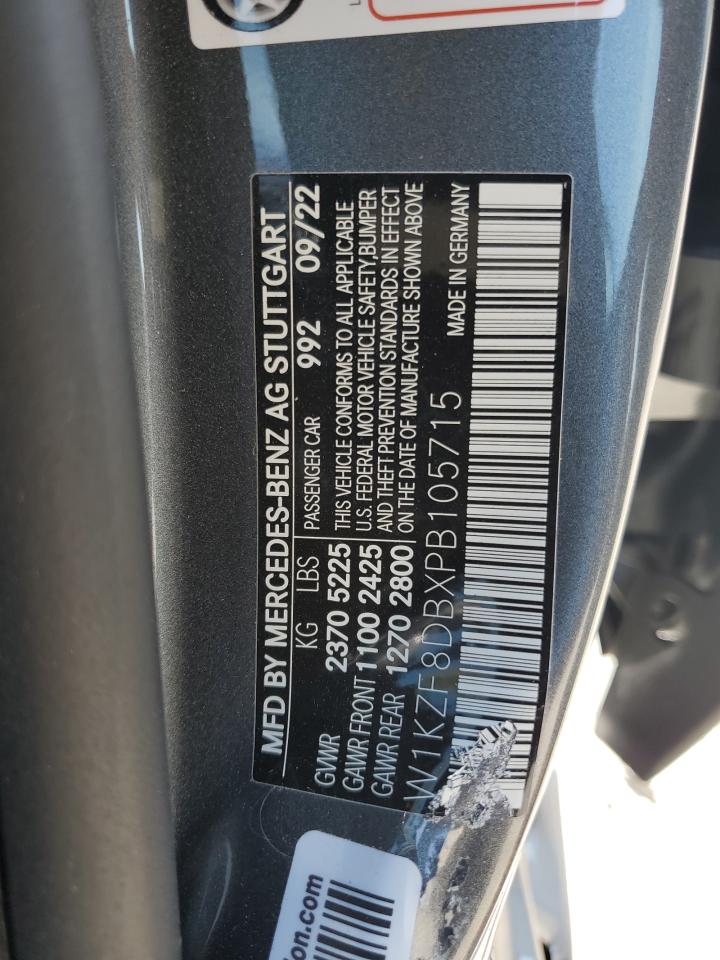 MFD BY MERCEDES-BENZ AG STUTTGART
KG LBS PASSENGER CAR 992 09/22
GVWR 2370 5225 THIS VEHICLE CONFORMS TO ALL APPLICABLE
GAWR FRONT 1100 2425 U.S. FEDERAL MOTOR VEHICLE SAFETY,BUMPER
GAWR REAR 1270 2800 AND THEFT PREVENTION STANDARDS IN EFFECT
ON THE DATE OF MANUFACTURE SHOWN ABOVE
W1KZF8DBXPB105715 MADE IN GERMANY
on.com